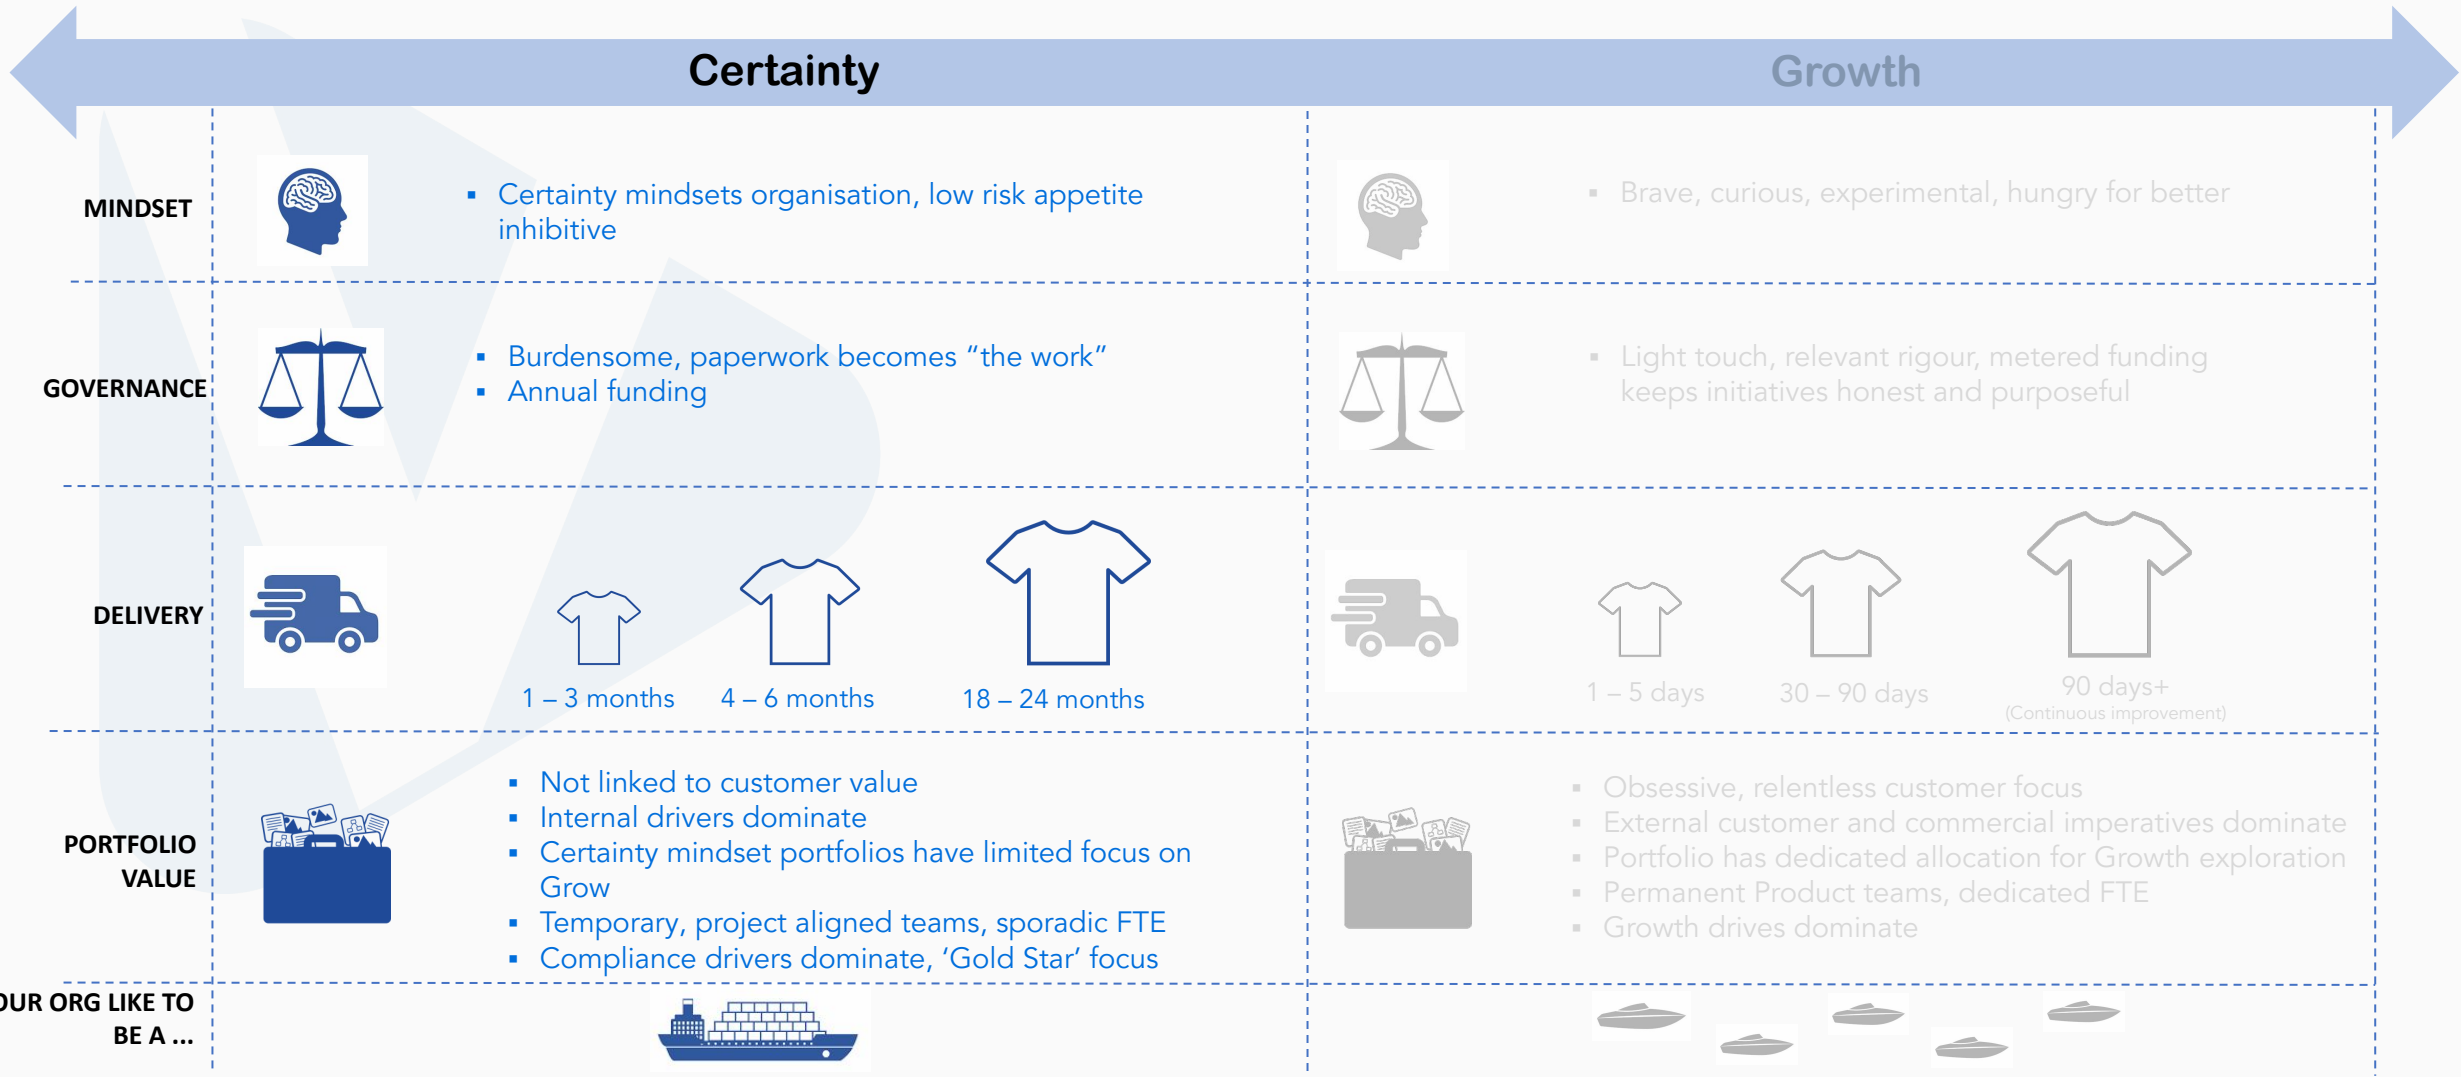 Certainty
Growth
MINDSET
▪ Certainty mindsets organisation, low risk appetite
inhibitive
▪ Brave, curious, experimental, hungry for better
GOVERNANCE
▪ Burdensome, paperwork becomes “the work”
▪ Annual funding
▪ Light touch, relevant rigour, metered funding
keeps initiatives honest and purposeful
DELIVERY
1 – 3 months
4 – 6 months
18 – 24 months
1 – 5 days
30 – 90 days
90 days+
(Continuous improvement)
PORTFOLIO
VALUE
▪ Not linked to customer value
▪ Internal drivers dominate
▪ Certainty mindset portfolios have limited focus on
Grow
▪ Temporary, project aligned teams, sporadic FTE
▪ Compliance drivers dominate, ‘Gold Star’ focus
▪ Obsessive, relentless customer focus
▪ External customer and commercial imperatives dominate
▪ Portfolio has dedicated allocation for Growth exploration
▪ Permanent Product teams, dedicated FTE
▪ Growth drives dominate
ORG LIKE TO
BE A ...